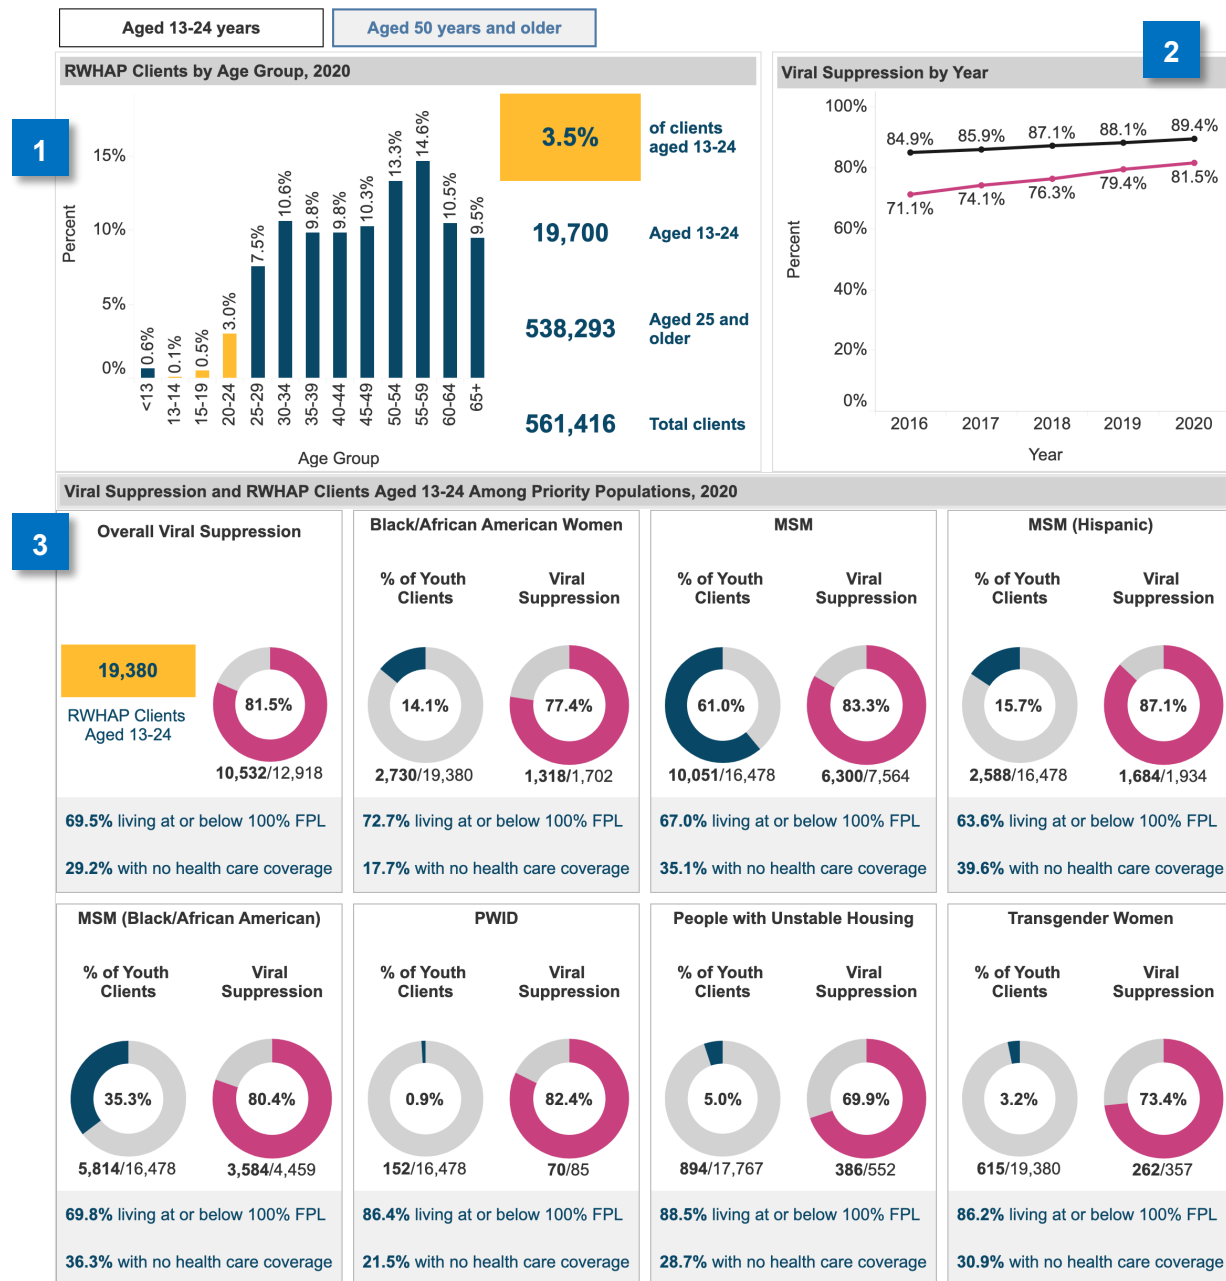 Aged 13-24 years
Aged 50 years and older
1
RWHAP Clients by Age Group, 2020
Percent
15%
10%
5%
0%
0.6%
0.1%
0.5%
3.0%
7.5%
10.6%
9.8%
9.8%
10.3%
13.3%
14.6%
10.5%
9.5%
<13
13-14
15-19
20-24
25-29
30-34
35-39
40-44
45-49
50-54
55-59
60-64
65+
Age Group
3.5%
of clients
aged 13-24
19,700
Aged 13-24
538,293
Aged 25 and
older
561,416
Total clients
2
Viral Suppression by Year
Percent
100%
80%
60%
40%
20%
0%
84.9%
85.9%
87.1%
88.1%
89.4%
71.1%
74.1%
76.3%
79.4%
81.5%
2016
2017
2018
2019
2020
Year
3
Viral Suppression and RWHAP Clients Aged 13-24 Among Priority Populations, 2020
Overall Viral Suppression
19,380
RWHAP Clients
Aged 13-24
81.5%
10,532/12,918
69.5% living at or below 100% FPL
29.2% with no health care coverage
Black/African American Women
% of Youth
Clients
Viral
Suppression
14.1%
77.4%
2,730/19,380
1,318/1,702
72.7% living at or below 100% FPL
17.7% with no health care coverage
MSM
% of Youth
Clients
Viral
Suppression
61.0%
83.3%
10,051/16,478
6,300/7,564
67.0% living at or below 100% FPL
35.1% with no health care coverage
MSM (Hispanic)
% of Youth
Clients
Viral
Suppression
15.7%
87.1%
2,588/16,478
1,684/1,934
63.6% living at or below 100% FPL
39.6% with no health care coverage
MSM (Black/African American)
% of Youth
Clients
Viral
Suppression
35.3%
80.4%
5,814/16,478
3,584/4,459
69.8% living at or below 100% FPL
36.3% with no health care coverage
PWID
% of Youth
Clients
Viral
Suppression
0.9%
82.4%
152/16,478
70/85
86.4% living at or below 100% FPL
21.5% with no health care coverage
People with Unstable Housing
% of Youth
Clients
Viral
Suppression
5.0%
69.9%
894/17,767
386/552
88.5% living at or below 100% FPL
28.7% with no health care coverage
Transgender Women
% of Youth
Clients
Viral
Suppression
3.2%
73.4%
615/19,380
262/357
86.2% living at or below 100% FPL
30.9% with no health care coverage